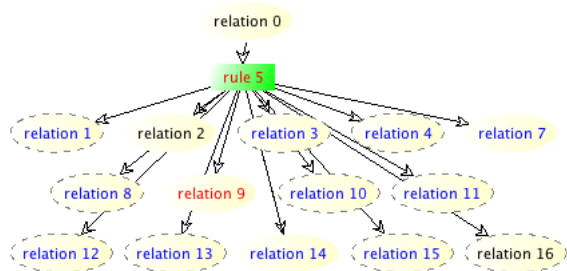 relation 0
rule 5
relation 1
relation 2
relation 3
relation 4
relation 7
relation 8
relation 9
relation 10
relation 11
relation 12
relation 13
relation 14
relation 15
relation 16